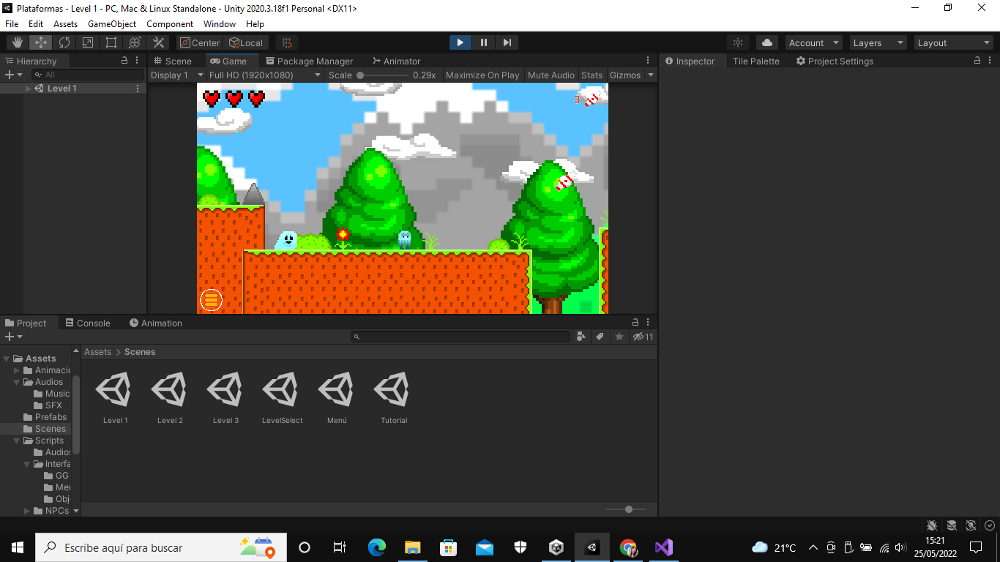 Plataformas - Level 1 - PC, Mac & Linux Standalone - Unity 2020.3.18f1 Personal <DX11>
File Edit Assets GameObject Component Window Help
Center Local Account Layers Layout
Hierarchy Scene Game Package Manager Animator Inspector Tile Palette Project Settings
All Display 1 Full HD (1920x1080) Scale 0.29x Maximize On Play Mute Audio Stats Gizmos
Level 1
3
Project Console Animation
11
Assets > Scenes
Assets
Animacio
Audios
Music
SFX
Prefabs
Scenes
Scripts
Audios
Interfa
GG
Mer
Obj
NPCs
Level 1 Level 2 Level 3 LevelSelect Menú Tutorial
Escribe aquí para buscar
21°C
15:21
25/05/2022